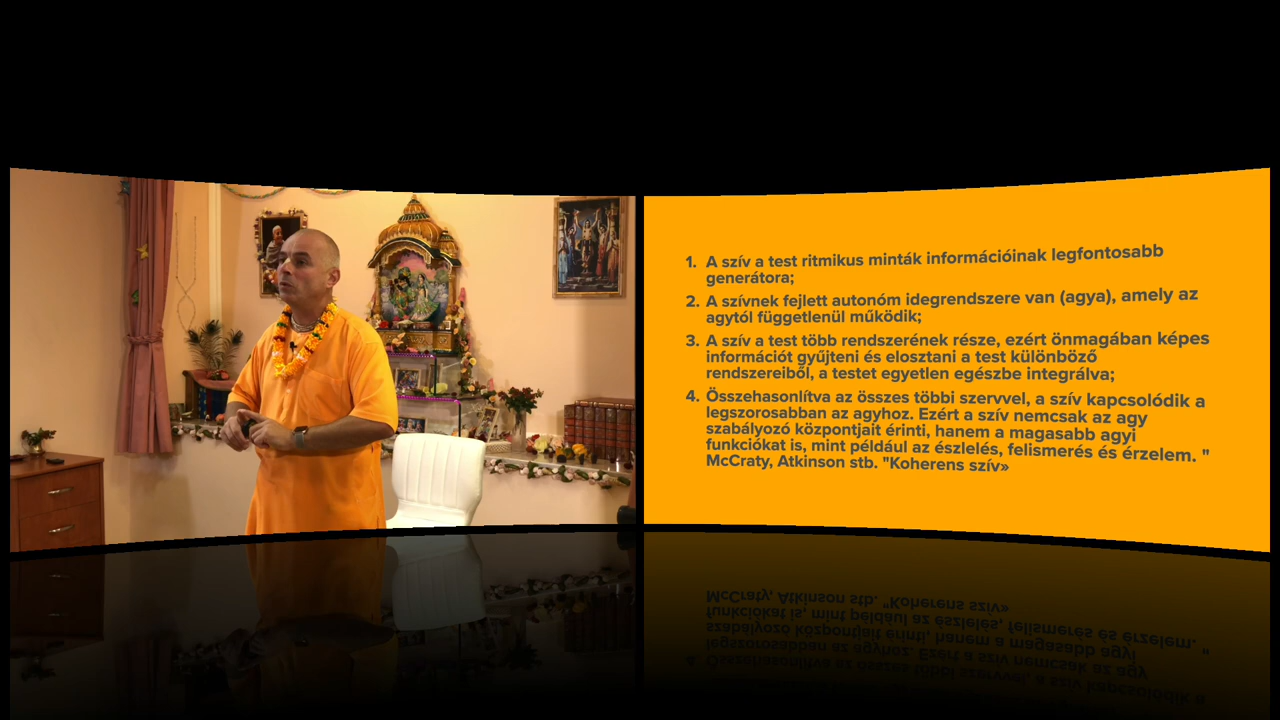 1. A szív a test ritmikus minták információinak legfontosabb
generátora;
2. A szívnek fejlett autonóm idegrendszere van (agya), amely az
agytól függetlenül működik;
3. A szív a test több rendszerének része, ezért önmagában képes
információt gyűjteni és elosztani a test különböző
rendszereiből, a testet egyetlen egészbe integrálva;
4. Összehasonlítva az összes többi szervvel, a szív kapcsolódik a
legszorosabban az agyhoz. Ezért a szív nemcsak az agy
szabályozó központjait érinti, hanem a magasabb agyi
funkciókat is, mint például az észlelés, felismerés és érzelem. "
McCraty, Atkinson stb. "Koherens szív»